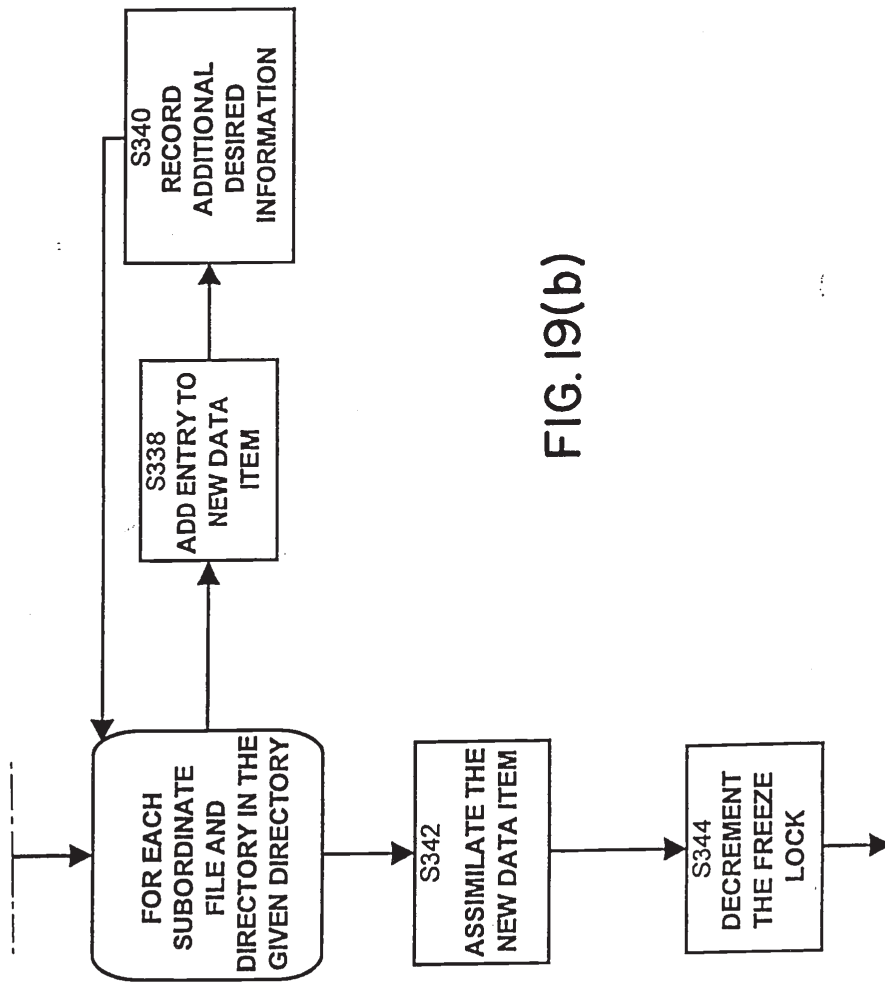 FOR EACH
SUBORDINATE
FILE AND
DIRECTORY IN THE
GIVEN DIRECTORY
S338
ADD ENTRY TO
NEW DATA
ITEM
S340
RECORD
ADDITIONAL
DESIRED
INFORMATION
S342
ASSIMILATE THE
NEW DATA ITEM
S344
DECREMENT
THE FREEZE
LOCK
FIG. 19(b)